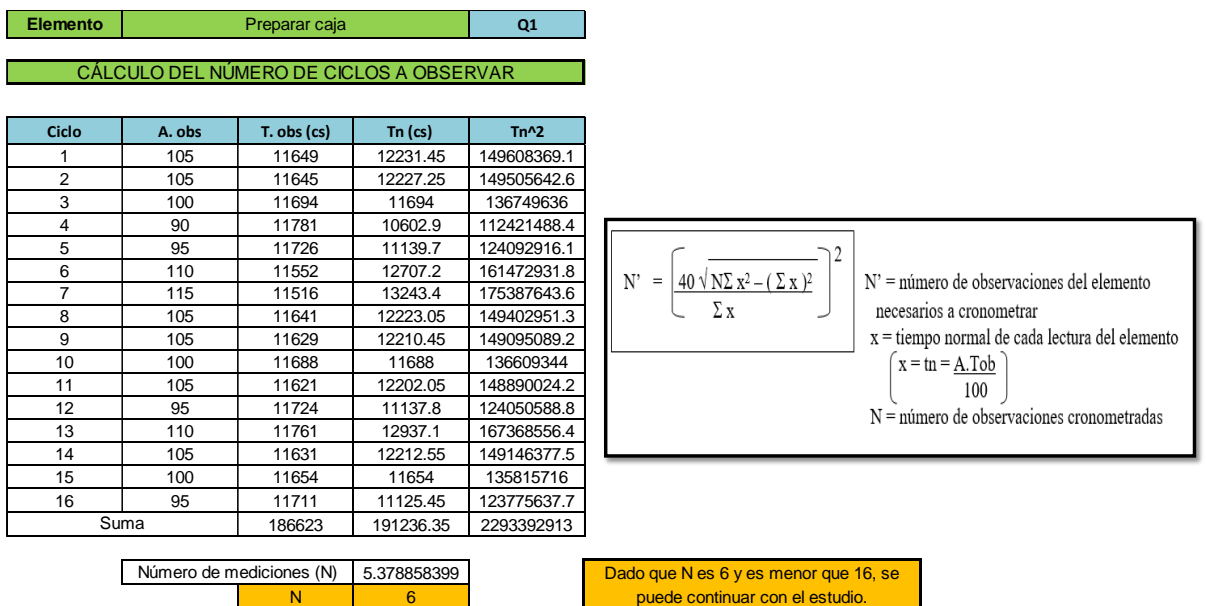 Elemento Preparar caja Q1
CÁLCULO DEL NÚMERO DE CICLOS A OBSERVAR
Ciclo A. obs T. obs (cs) Tn (cs) Tn^2
1 105 11649 12231.45 149608369.1
2 105 11645 12227.25 149505642.6
3 100 11694 11694 136749636
4 90 11781 10602.9 112421488.4
5 95 11726 11139.7 124092916.1
6 110 11552 12707.2 161472931.8
7 115 11516 13243.4 175387643.6
8 105 11641 12223.05 149402951.3
9 105 11629 12210.45 149095089.2
10 100 11688 11688 136609344
11 105 11621 12202.05 148890024.2
12 95 11724 11137.8 124050588.8
13 110 11761 12937.1 167368556.4
14 105 11631 12212.55 149146377.5
15 100 11654 11654 135815716
16 95 11711 11125.45 123775637.7
Suma 186623 191236.35 2293392913
N' = ( 40 √ N Σ x² – ( Σ x )² / Σ x )²
N' = número de observaciones del elemento
necesarios a cronometrar
x = tiempo normal de cada lectura del elemento
( x = tn = A.Tob
100 )
N = número de observaciones cronometradas
Número de mediciones (N) 5.378858399
N 6
Dado que N es 6 y es menor que 16, se
puede continuar con el estudio.